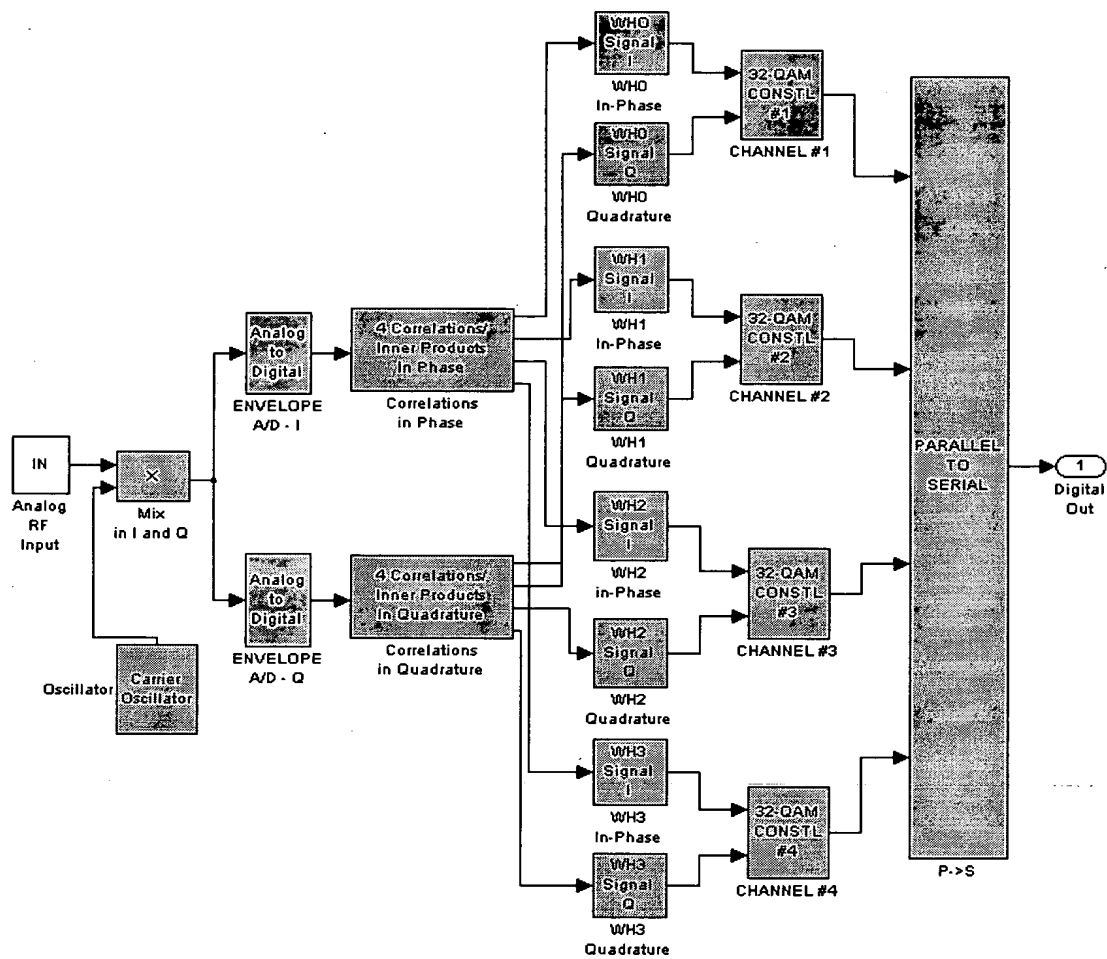 WH0
Signal
I
WH0
In-Phase
32-QAM
CONSTL
#1
CHANNEL #1
WH0
Signal
Q
WH0
Quadrature
WH1
Signal
I
WH1
In-Phase
32-QAM
CONSTL
#2
CHANNEL #2
WH1
Signal
Q
WH1
Quadrature
Analog
to
Digital
ENVELOPE
A/D - I
4 Correlations/
Inner Products
In Phase
Correlations
in Phase
IN
Analog
RF
Input
×
Mix
in I and Q
Oscillator
Carrier
Oscillator
Analog
to
Digital
ENVELOPE
A/D - Q
4 Correlations/
Inner Products
in Quadrature
Correlations
in Quadrature
WH2
Signal
I
WH2
in-Phase
32-QAM
CONSTL
#3
CHANNEL #3
WH2
Signal
Q
WH2
Quadrature
WH3
Signal
I
WH3
In-Phase
32-QAM
CONSTL
#4
CHANNEL #4
WH3
Signal
Q
WH3
Quadrature
PARALLEL
TO
SERIAL
P->S
1
Digital
Out